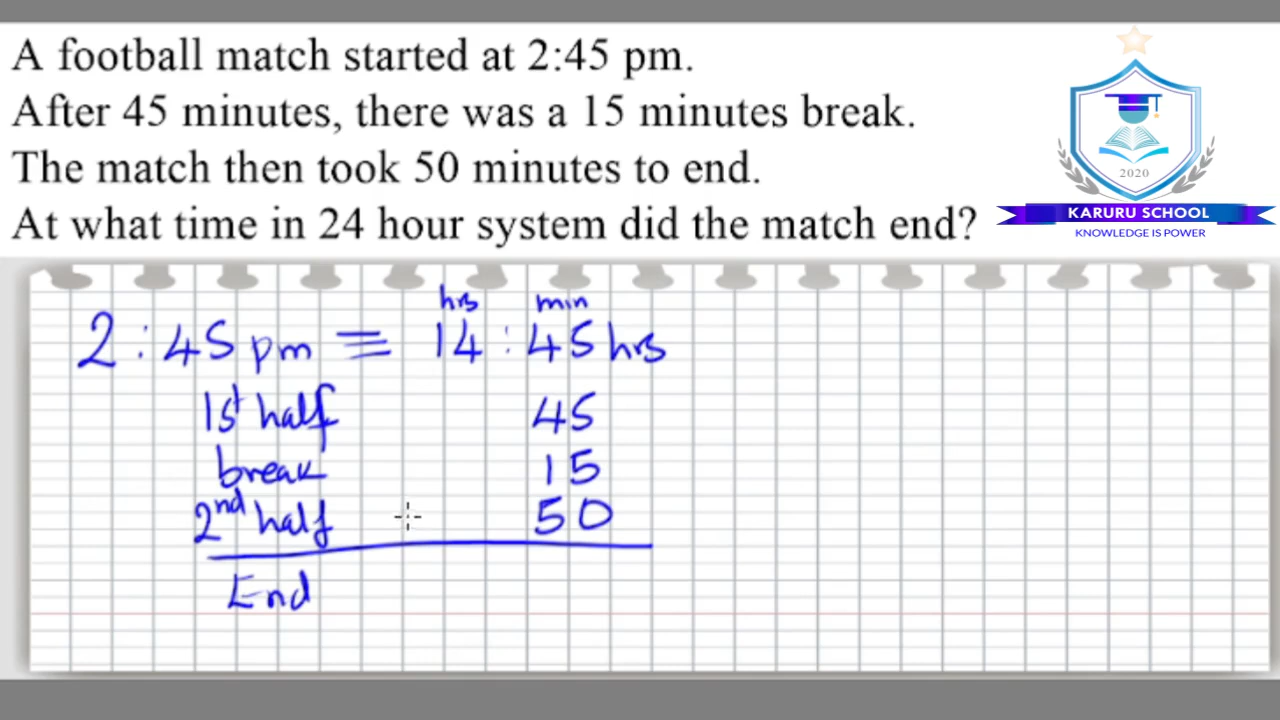 A football match started at 2:45 pm.
After 45 minutes, there was a 15 minutes break.
The match then took 50 minutes to end.
At what time in 24 hour system did the match end?
2020
KARURU SCHOOL
KNOWLEDGE IS POWER
hrs min
2:45 pm ≡ 14:45 hrs
1st half 45
break 15
2nd half 50
End